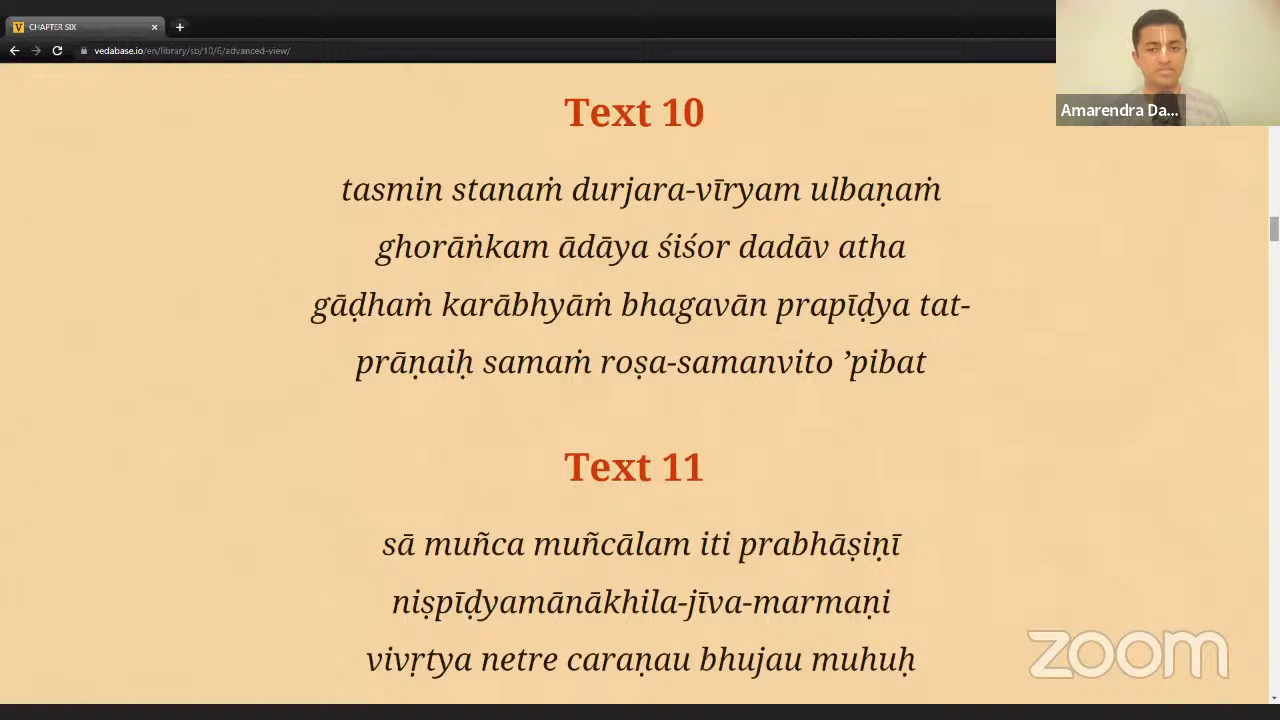 CHAPTER SIX
vedabase.io/en/library/sb/10/6/advanced-view/
Amarendra Da...
Text 10
tasmin stanaṁ durjara-vīryam ulbaṇaṁ
ghorāṅkam ādāya śiśor dadāv atha
gāḍhaṁ karābhyāṁ bhagavān prapīḍya tat-
prāṇaiḥ samaṁ roṣa-samanvito ’pibat
Text 11
sā muñca muñcālam iti prabhāṣiṇī
niṣpīḍyamānākhila-jīva-marmaṇi
vivṛtya netre caraṇau bhujau muhuḥ
zoom